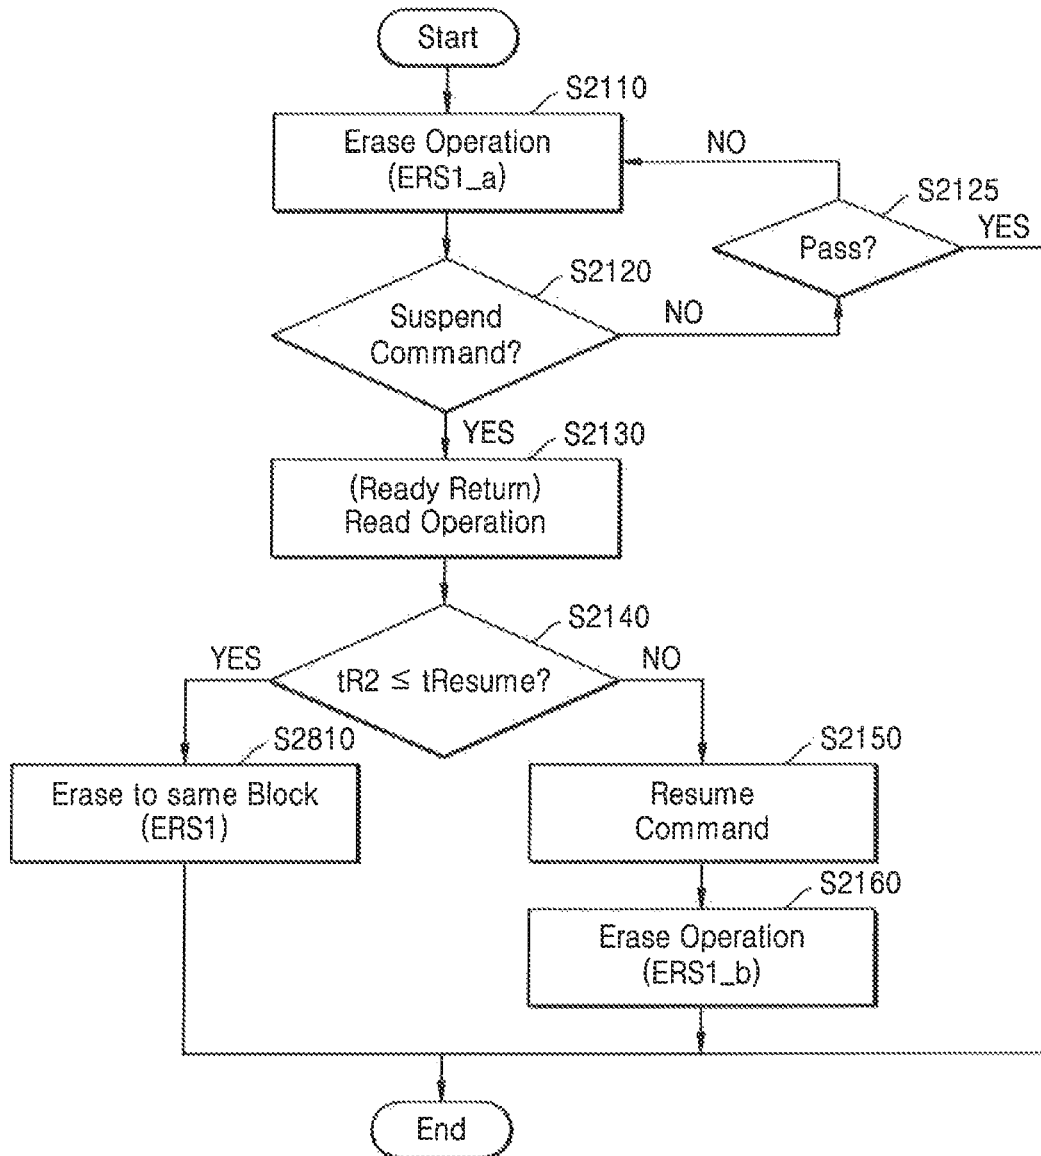 Start
S2110
Erase Operation
(ERS1_a)
NO
S2125
Pass?
YES
S2120
Suspend
Command?
NO
YES
S2130
(Ready Return)
Read Operation
S2140
YES
tR2 ≤ tResume?
NO
S2810
Erase to same Block
(ERS1)
S2150
Resume
Command
S2160
Erase Operation
(ERS1_b)
End